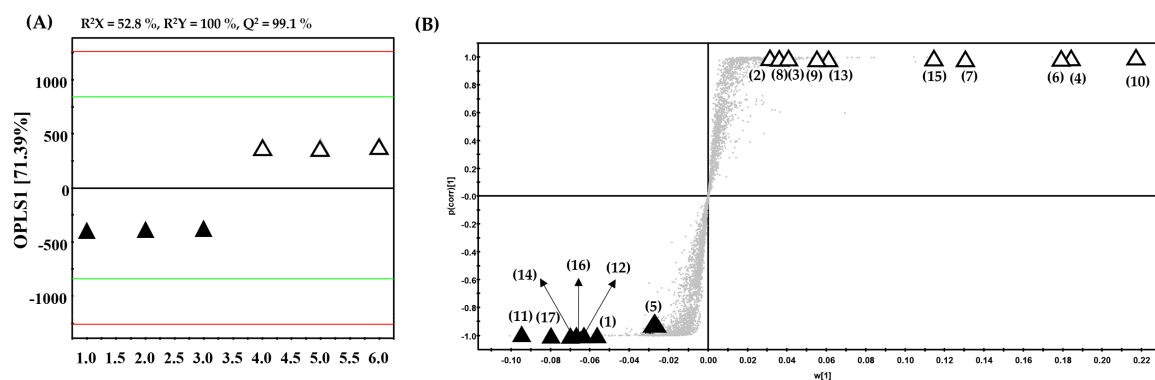 (A)
R²X = 52.8 %, R²Y = 100 %, Q² = 99.1 %
OPLS1 [71.39%]
1000
500
0
-500
-1000
1.0 1.5 2.0 2.5 3.0 3.5 4.0 4.5 5.0 5.5 6.0
(B)
p(corr)[1]
1.0
0.8
0.6
0.4
0.2
-0.0
-0.2
-0.4
-0.6
-0.8
-1.0
(2) (8) (3) (9) (13) (15) (7) (6) (4) (10)
(14) (16) (12)
(11) (17) (1) (5)
-0.10 -0.08 -0.06 -0.04 -0.02 0.00 0.02 0.04 0.06 0.08 0.10 0.12 0.14 0.16 0.18 0.20 0.22
w[1]